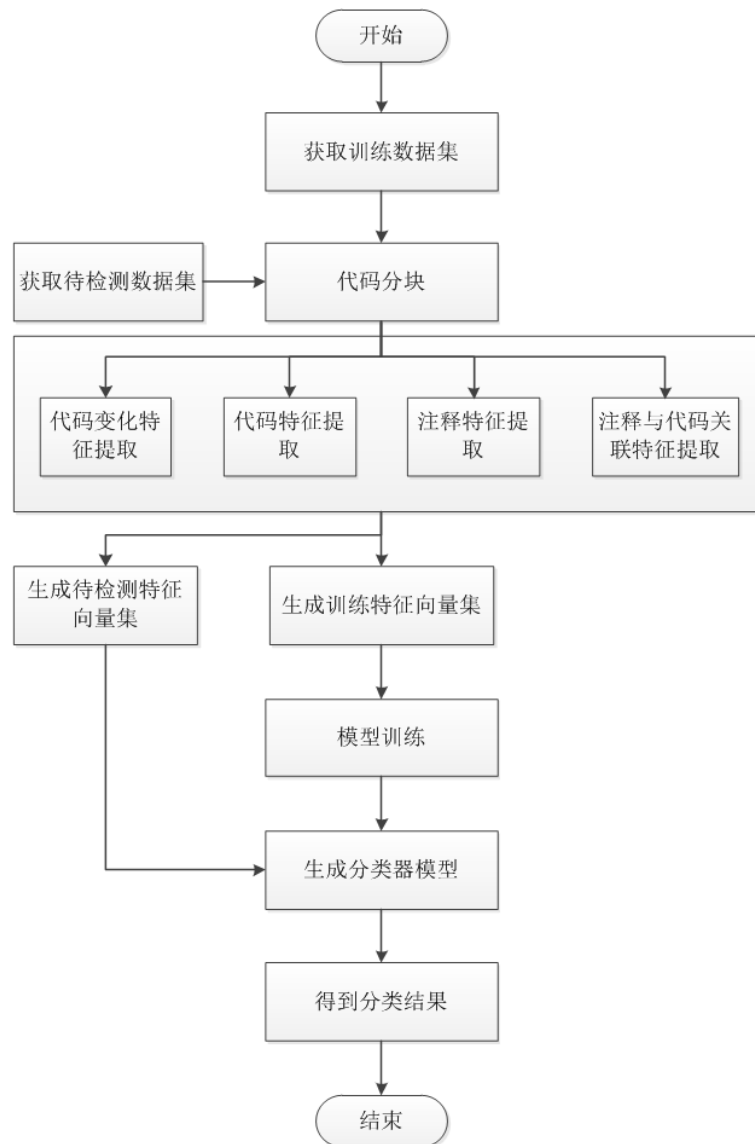 开始
获取训练数据集
获取待检测数据集
代码分块
代码变化特
征提取
代码特征提
取
注释特征提
取
注释与代码关
联特征提取
生成待检测特征
向量集
生成训练特征向量集
模型训练
生成分类器模型
得到分类结果
结束